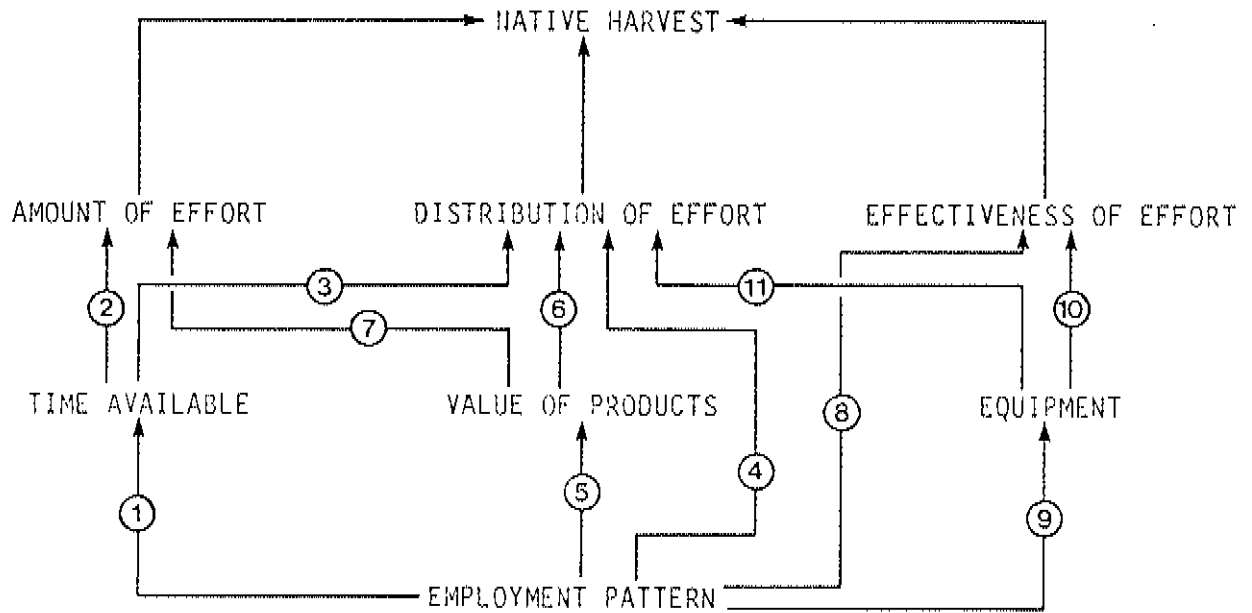 NATIVE HARVEST
AMOUNT OF EFFORT DISTRIBUTION OF EFFORT EFFECTIVENESS OF EFFORT
3 11
2 6 10
7
TIME AVAILABLE VALUE OF PRODUCTS 8 EQUIPMENT
4
5
1 9
EMPLOYMENT PATTERN